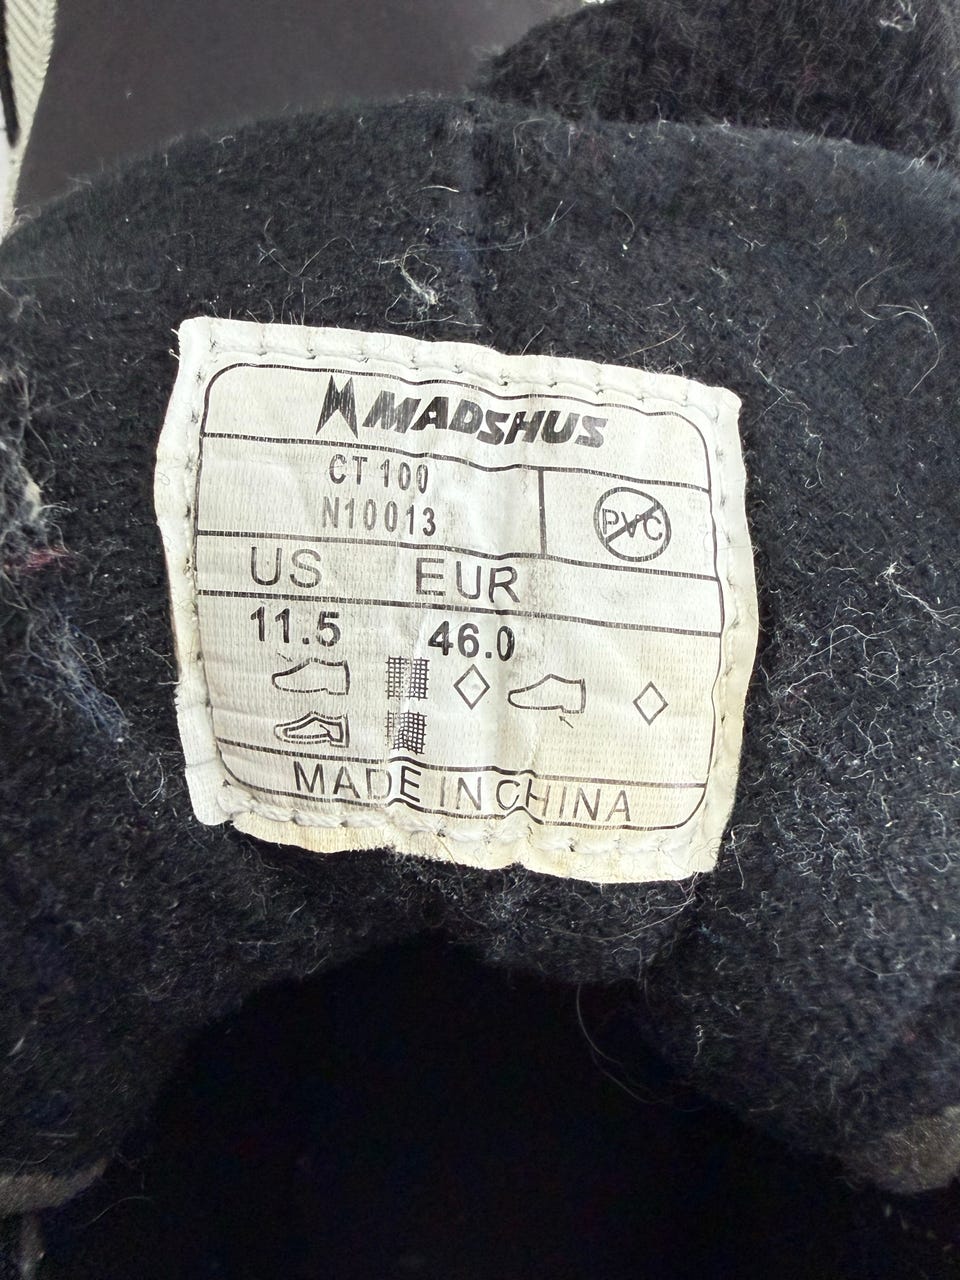 MADSHUS
CT 100
N10013
PVC
US EUR
11.5 46.0
MADE IN CHINA